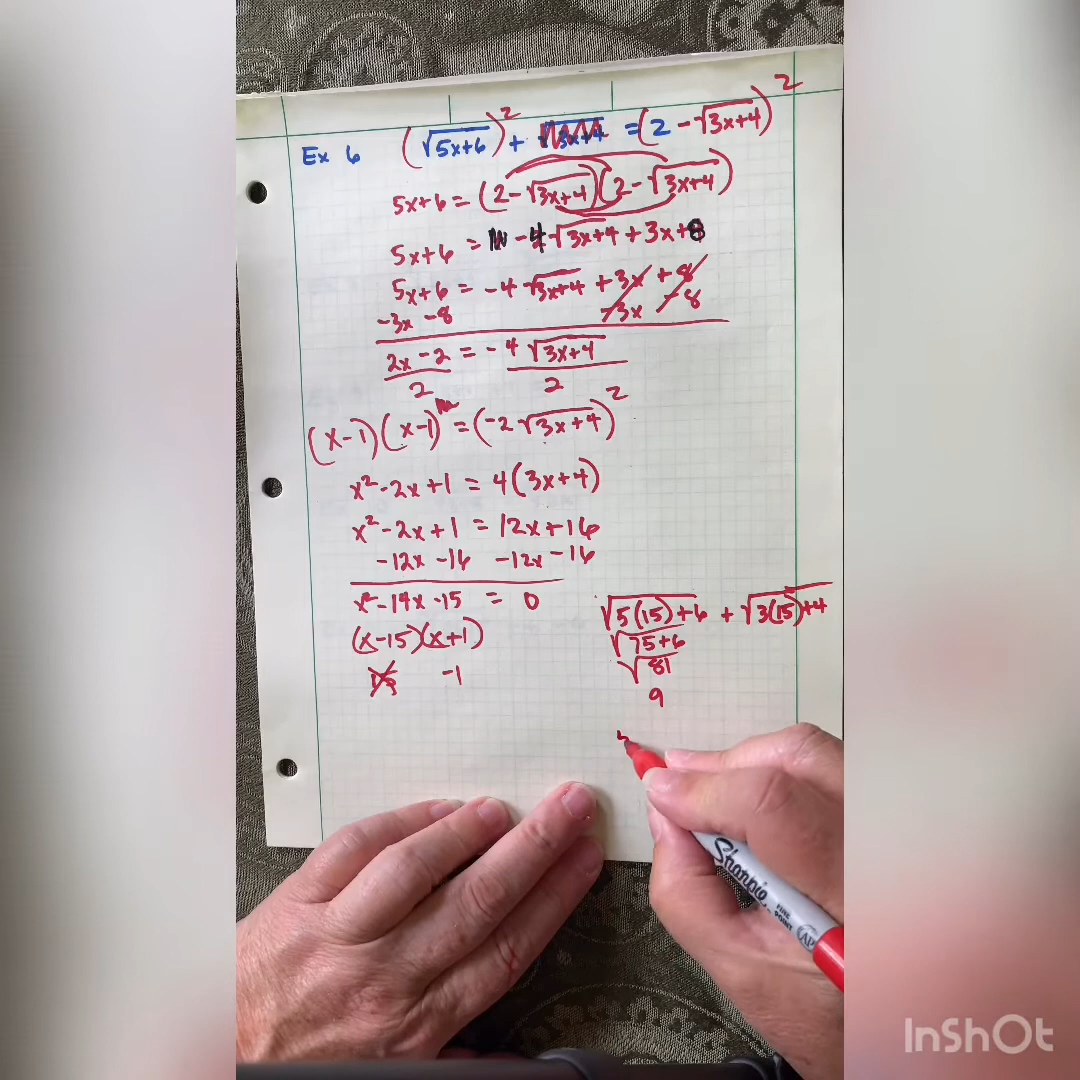 Ex 6 (√5x+6)² + √3x+4 = (2 - √3x+4)²
5x+6 = (2-√3x+4)(2-√3x+4)
5x+6 = -4√3x+4 + 3x+8
5x+6 = -4√3x+4 + 3x + 8
-3x -8 -3x -8
2x - 2 = -4√3x+4
2 2
(x-1)(x-1) = (-2√3x+4)²
x²-2x+1 = 4(3x+4)
x²-2x+1 = 12x+16
-12x -16 -12x -16
x²-14x-15 = 0
(x-15)(x+1)
15 -1
√5(15)+6 + √3(15)+4
√75+6
√81
9
Sharpie
FINE
POINT
AP
InShOt